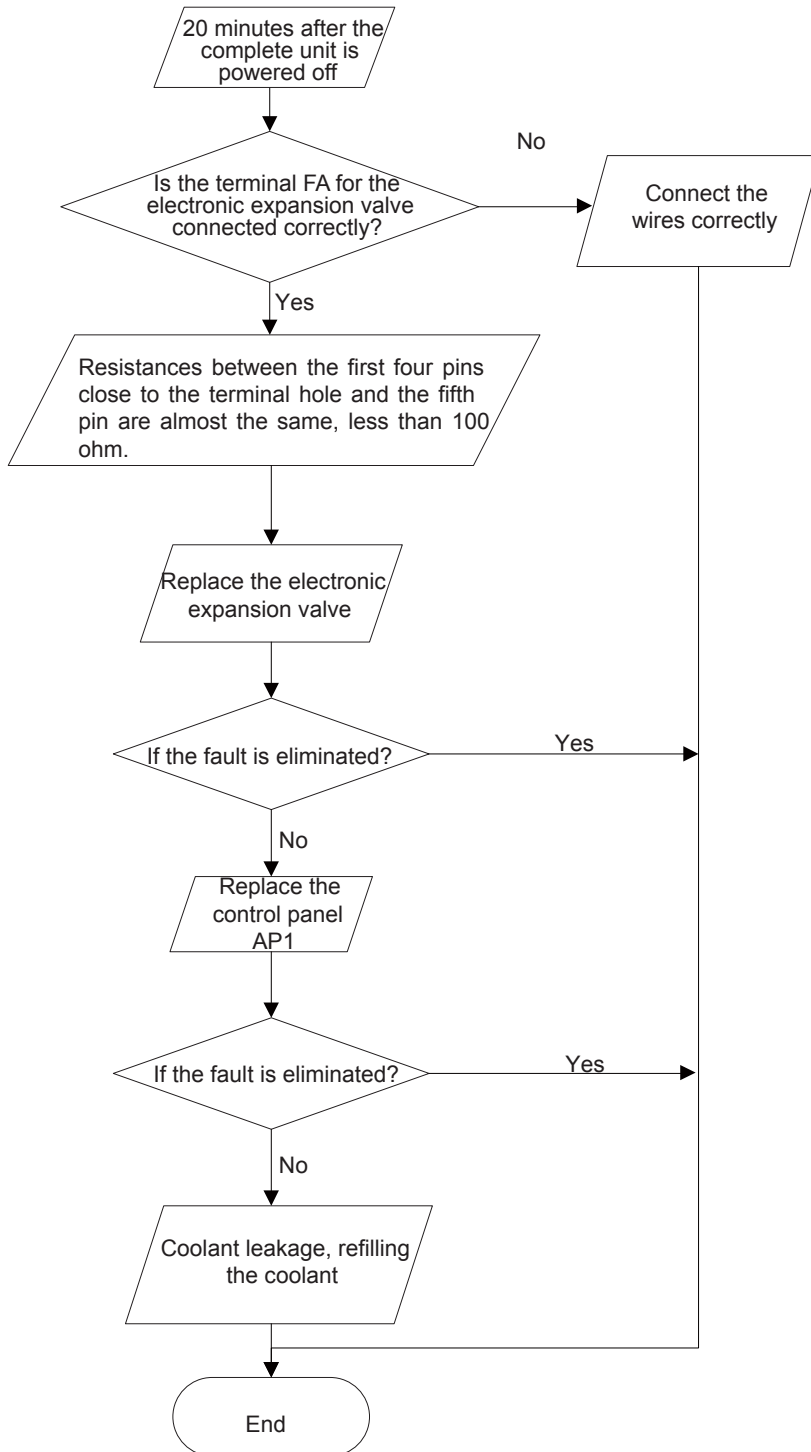 20 minutes after the
complete unit is
powered off
No
Is the terminal FA for the
electronic expansion valve
connected correctly?
Connect the
wires correctly
Yes
Resistances between the first four pins
close to the terminal hole and the fifth
pin are almost the same, less than 100
ohm.
Replace the electronic
expansion valve
If the fault is eliminated?
Yes
No
Replace the
control panel
AP1
If the fault is eliminated?
Yes
No
Coolant leakage, refilling
the coolant
End